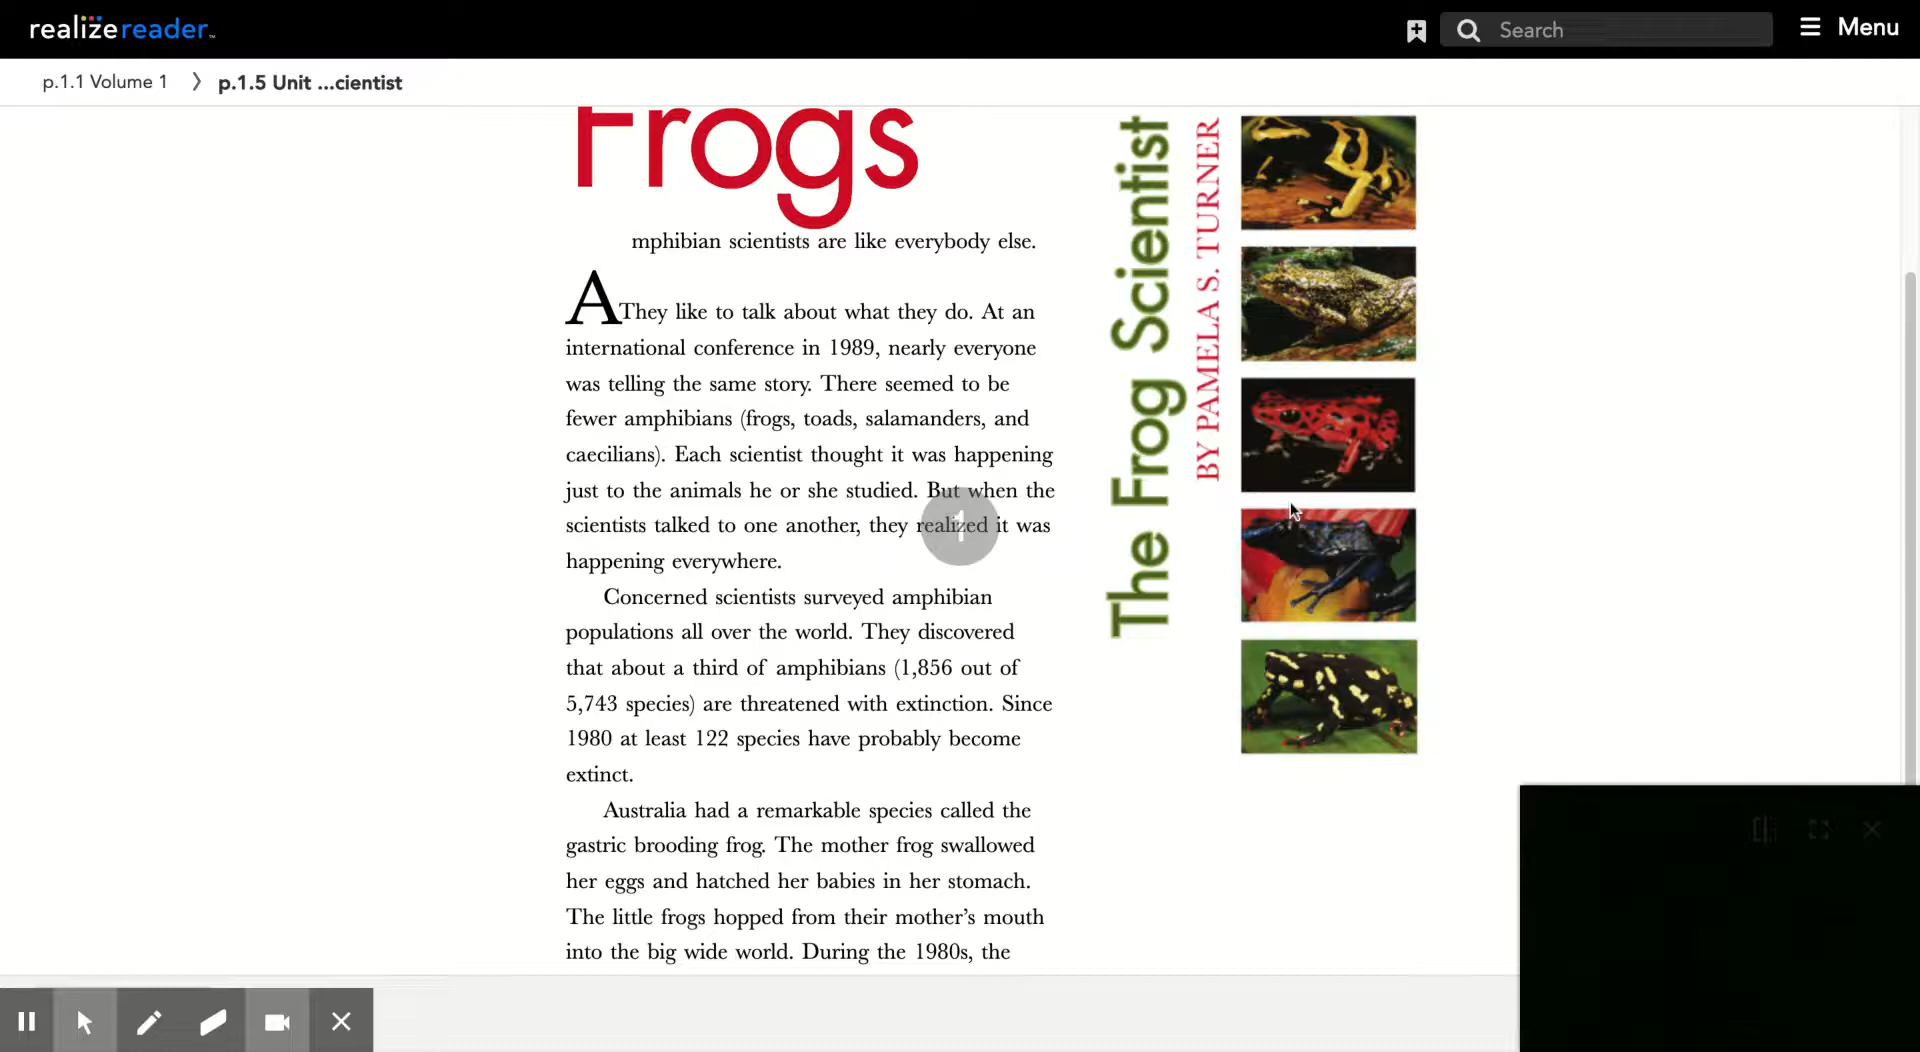 realizereader™
Search
Menu
p.1.1 Volume 1 > p.1.5 Unit ...cientist
Frogs
mphibian scientists are like everybody else.
A They like to talk about what they do. At an
international conference in 1989, nearly everyone
was telling the same story. There seemed to be
fewer amphibians (frogs, toads, salamanders, and
caecilians). Each scientist thought it was happening
just to the animals he or she studied. But when the
scientists talked to one another, they realized it was
happening everywhere.
Concerned scientists surveyed amphibian
populations all over the world. They discovered
that about a third of amphibians (1,856 out of
5,743 species) are threatened with extinction. Since
1980 at least 122 species have probably become
extinct.
Australia had a remarkable species called the
gastric brooding frog. The mother frog swallowed
her eggs and hatched her babies in her stomach.
The little frogs hopped from their mother's mouth
into the big wide world. During the 1980s, the
1
The Frog Scientist
BY PAMELA S. TURNER